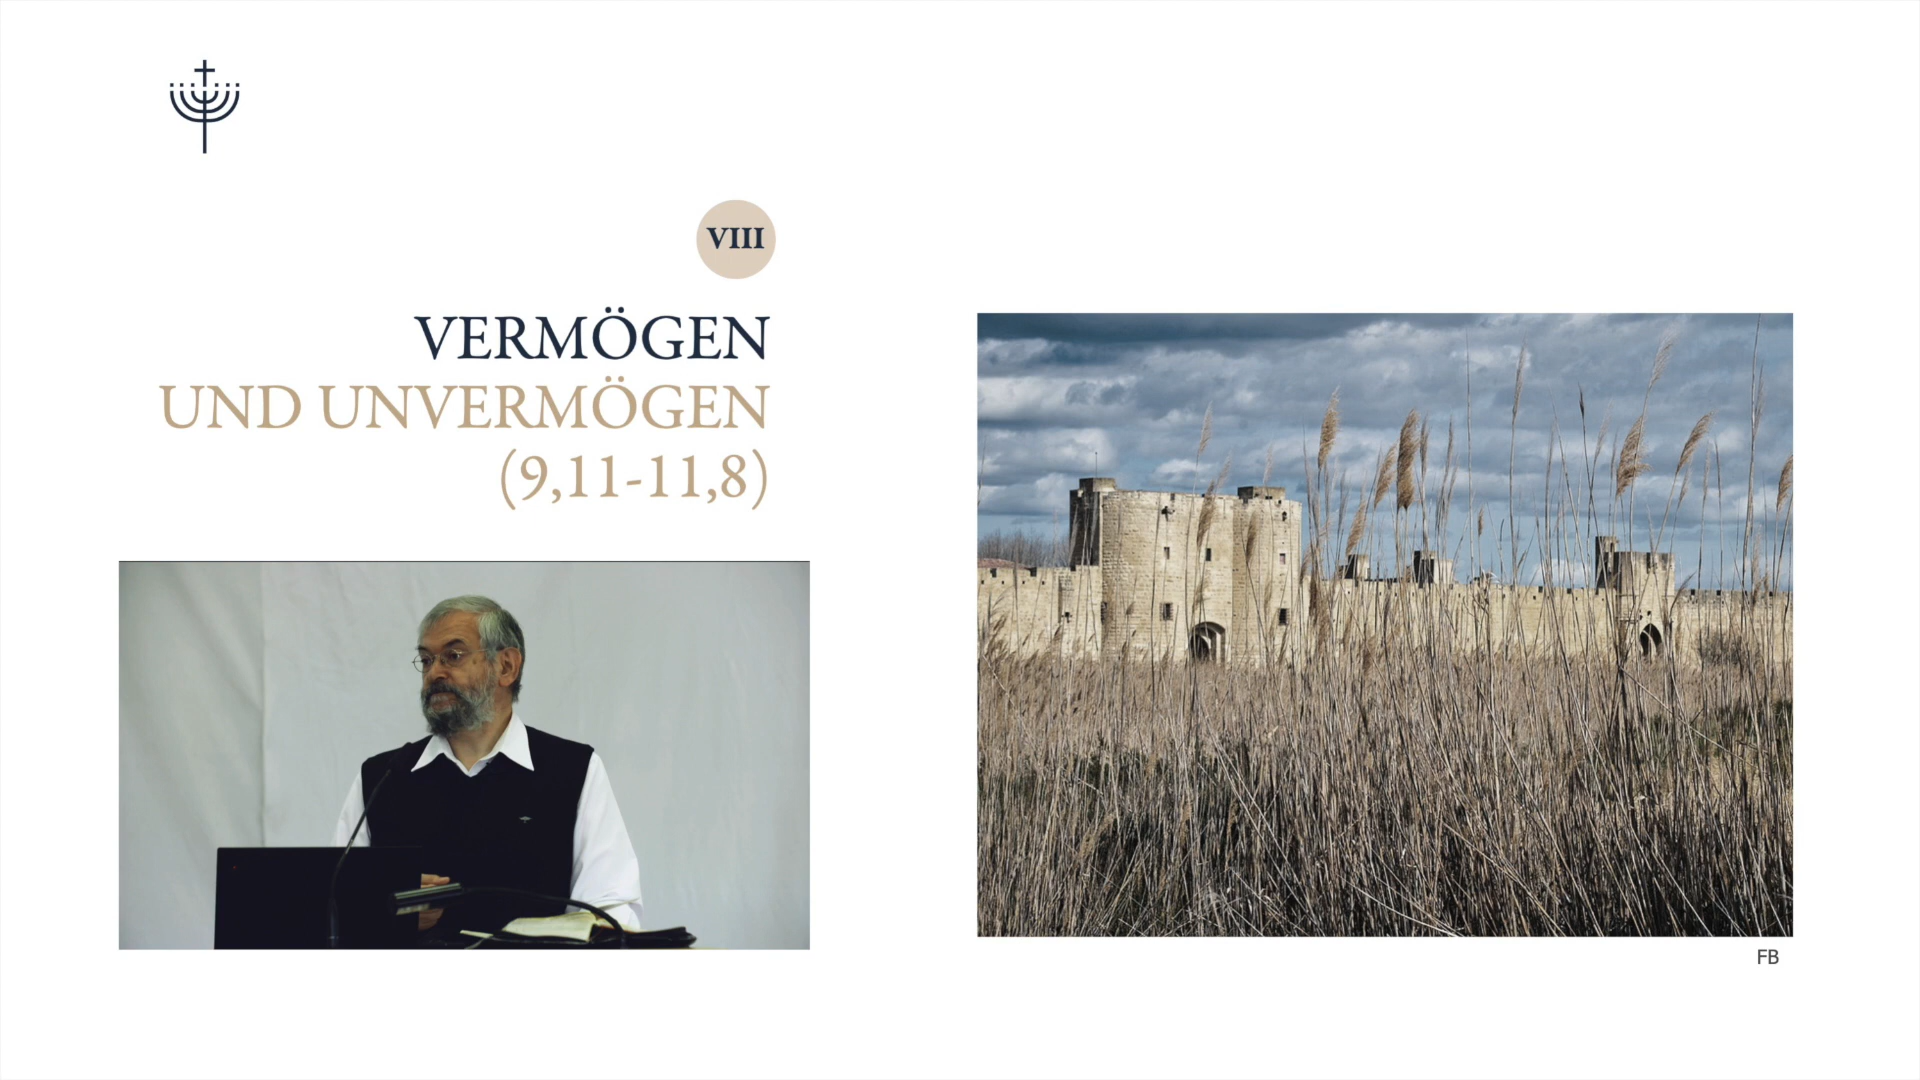 VIII
VERMÖGEN
UND UNVERMÖGEN
(9,11-11,8)
FB